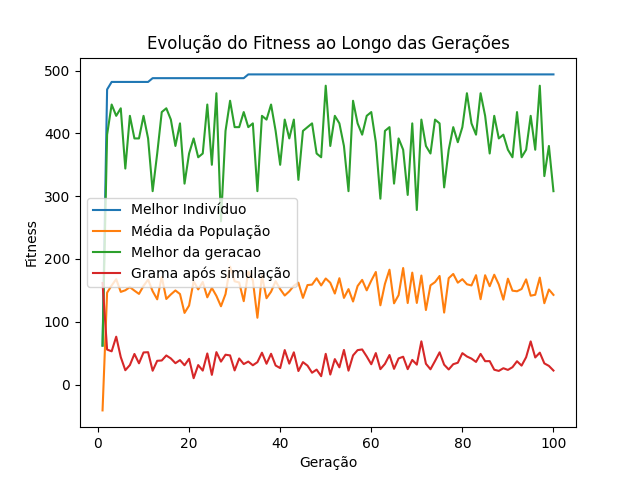 Evolução do Fitness ao Longo das Gerações
500
400
300
200
100
0
Fitness
Melhor Indivíduo
Média da População
Melhor da geracao
Grama após simulação
0
20
40
60
80
100
Geração